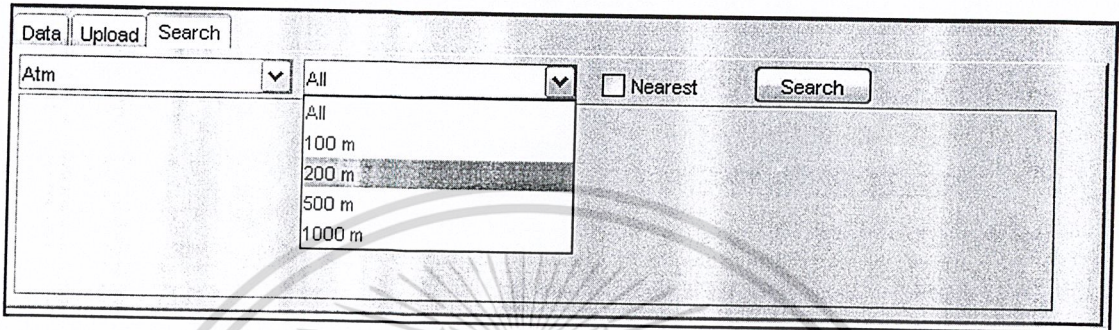 Data Upload Search
Atm All Nearest Search
All
100 m
200 m
500 m
1000 m